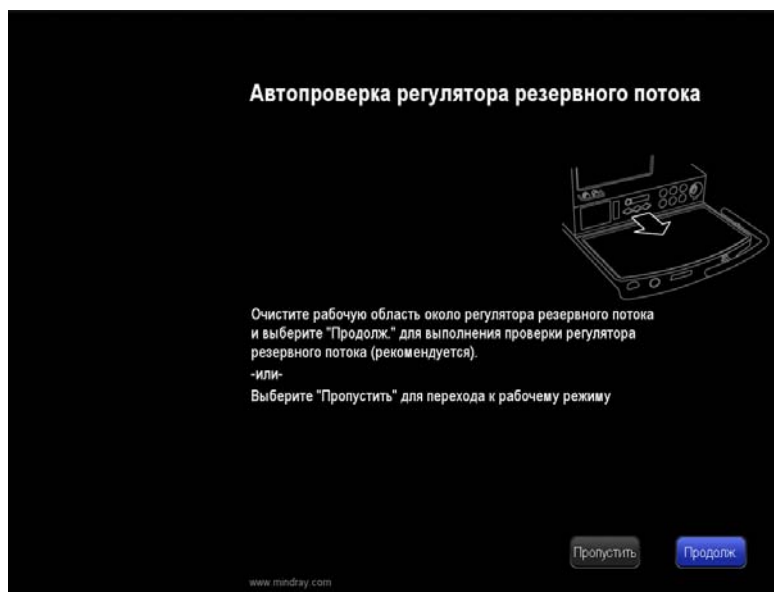 Автопроверка регулятора резервного потока
Очистите рабочую область около регулятора резервного потока
и выберите "Продолж." для выполнения проверки регулятора
резервного потока (рекомендуется).
-или-
Выберите "Пропустить" для перехода к рабочему режиму
Пропустить
Продолж.
www.mindray.com